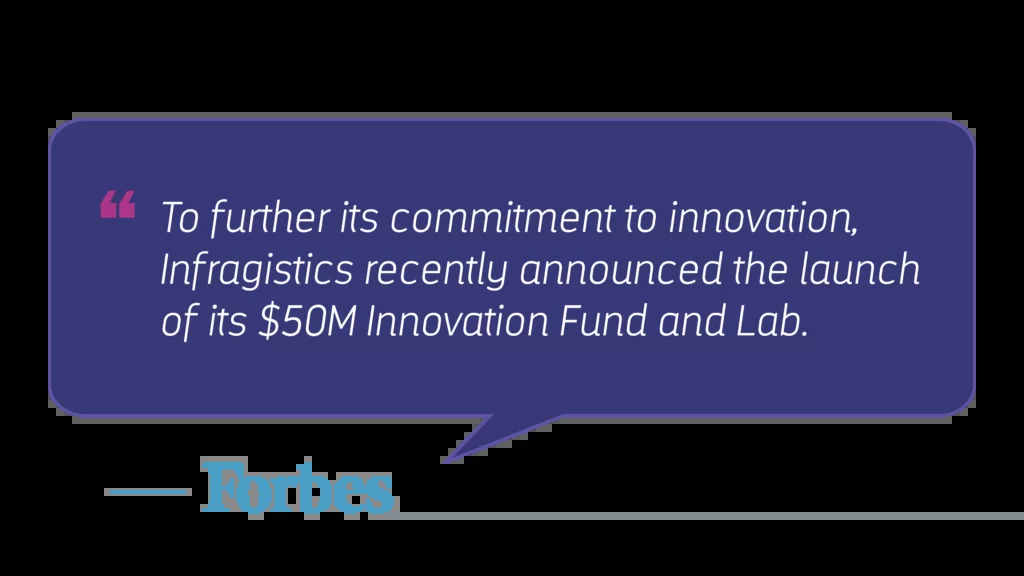 ❝ To further its commitment to innovation,
Infragistics recently announced the launch
of its $50M Innovation Fund and Lab.
— Forbes